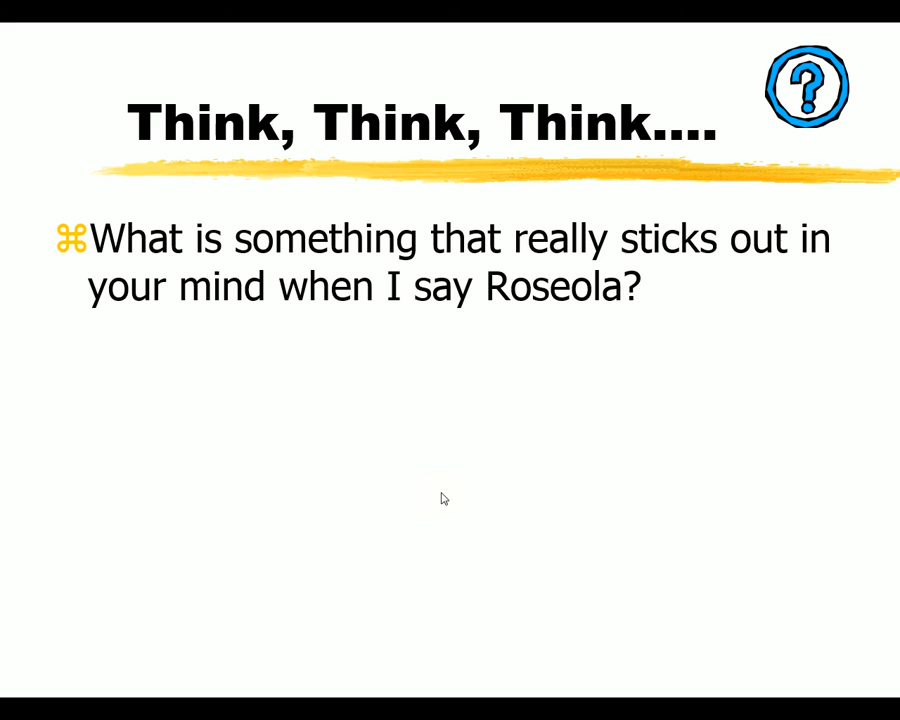 Think, Think, Think....
⌘What is something that really sticks out in
your mind when I say Roseola?